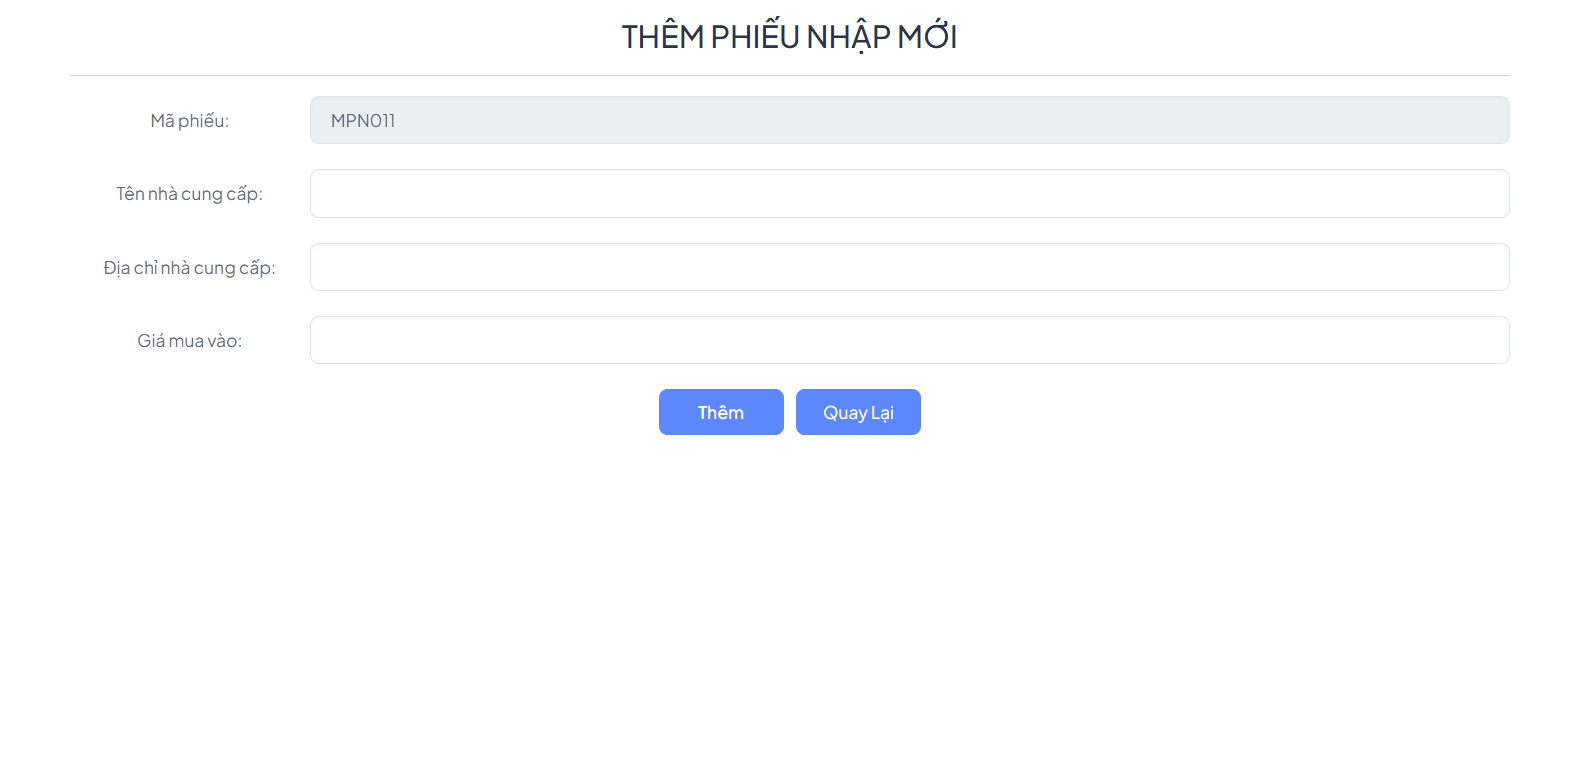 THÊM PHIẾU NHẬP MỚI
Mã phiếu: MPN011
Tên nhà cung cấp:
Địa chỉ nhà cung cấp:
Giá mua vào:
Thêm Quay Lại